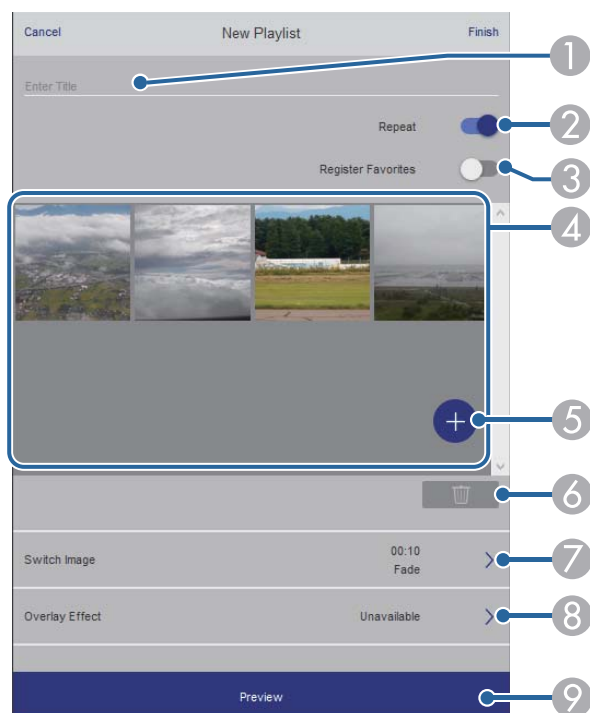 Cancel New Playlist Finish
1
Enter Title
Repeat 2
Register Favorites 3
4
5
6
Switch Image 00:10 7
Fade
Overlay Effect Unavailable 8
Preview 9